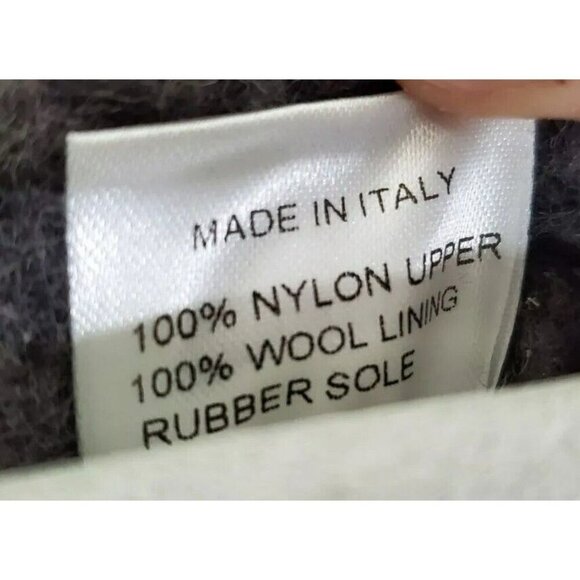 MADE IN ITALY
100% NYLON UPPER
100% WOOL LINING
RUBBER SOLE